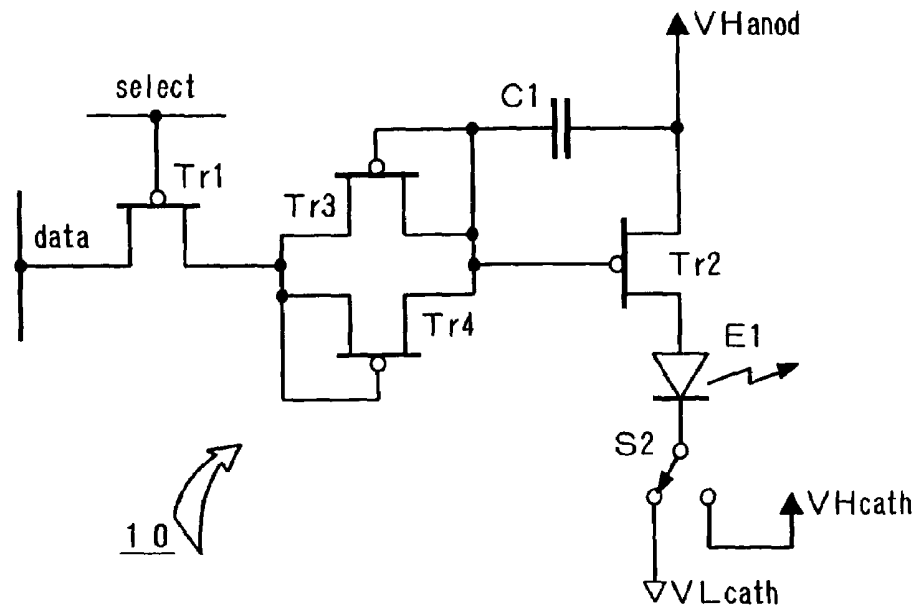 VHanod
select
C1
Tr1
Tr3
data
Tr2
Tr4
E1
S2
VHcath
10
VLcath